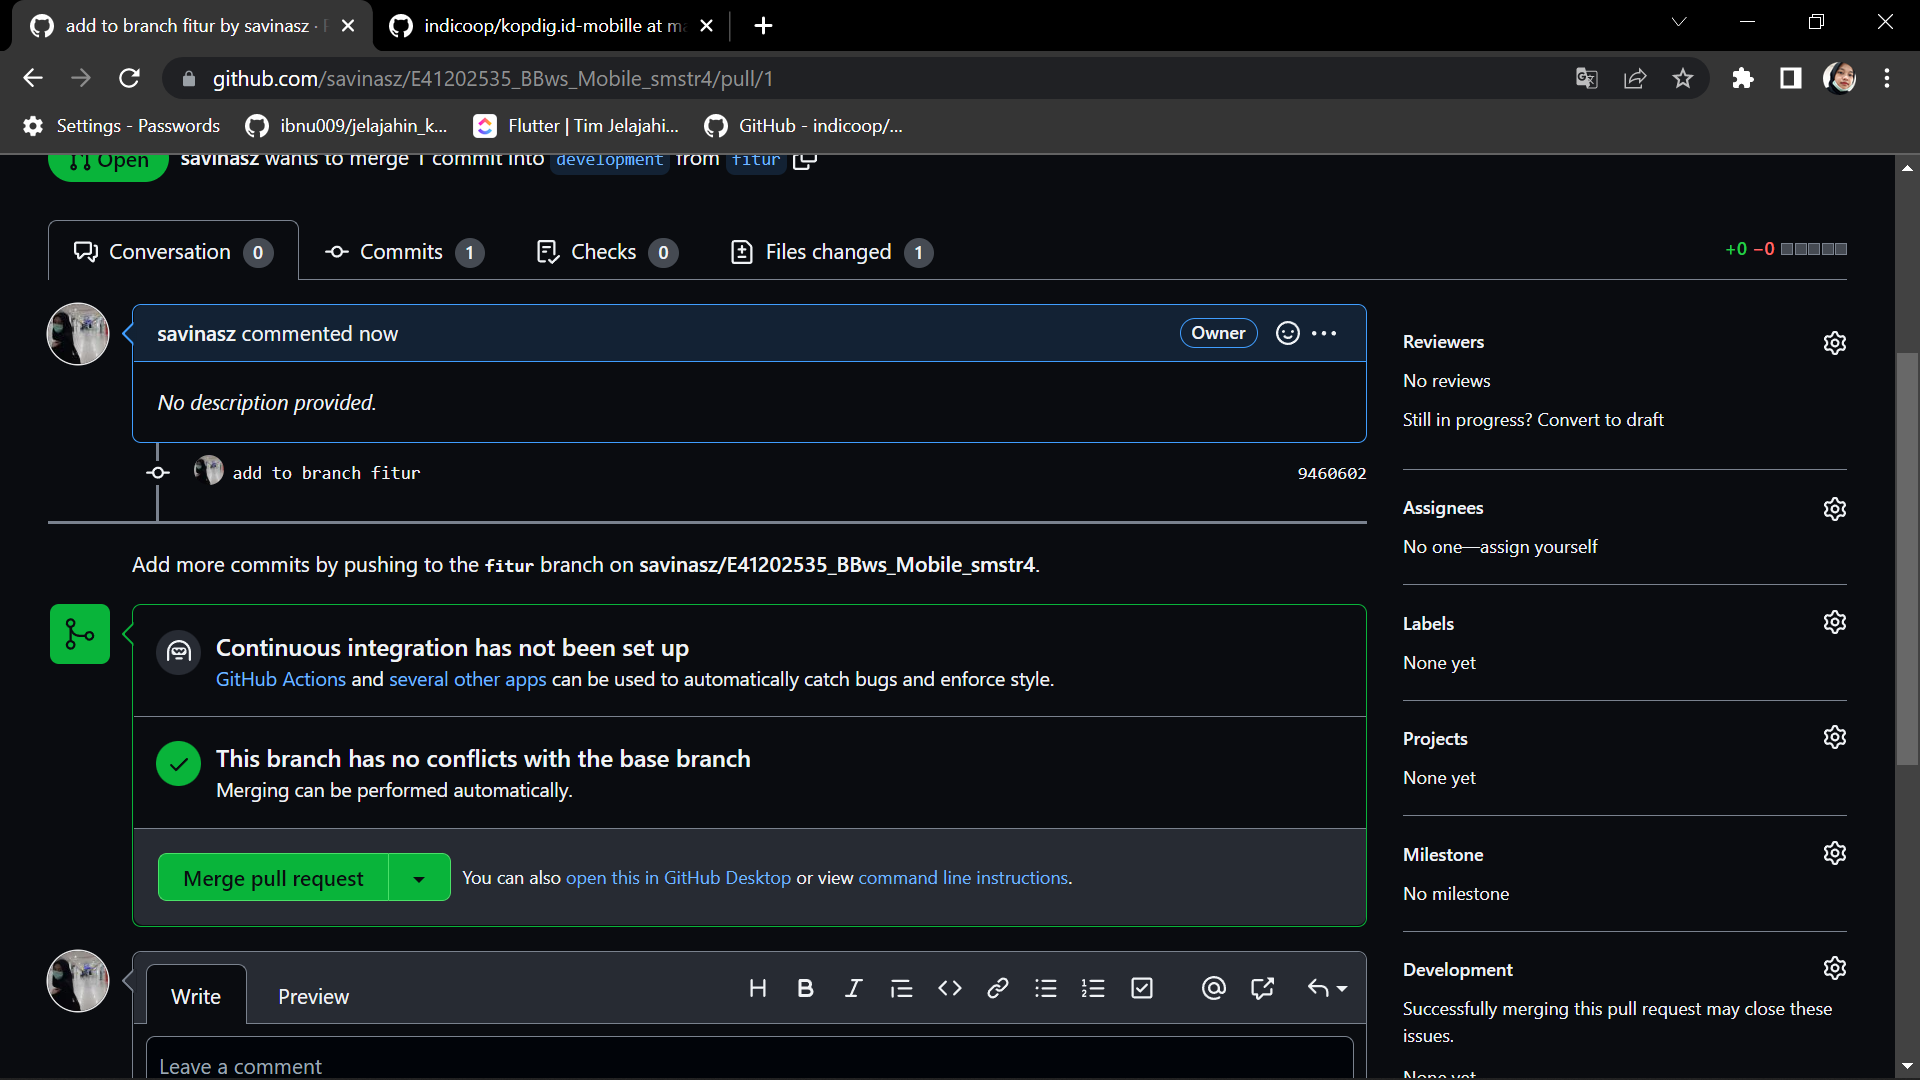 add to branch fitur by savinasz ·
indicoop/kopdig.id-mobille at ma
github.com/savinasz/E41202535_BBws_Mobile_smstr4/pull/1
Settings - Passwords
ibnu009/jelajahin_k...
Flutter | Tim Jelajahi...
GitHub - indicoop/...
Open
savinasz wants to merge 1 commit into development from fitur
Conversation 0
Commits 1
Checks 0
Files changed 1
+0 −0
savinasz commented now
Owner
No description provided.
add to branch fitur
9460602
Add more commits by pushing to the fitur branch on savinasz/E41202535_BBws_Mobile_smstr4.
Continuous integration has not been set up
GitHub Actions and several other apps can be used to automatically catch bugs and enforce style.
This branch has no conflicts with the base branch
Merging can be performed automatically.
Merge pull request
You can also open this in GitHub Desktop or view command line instructions.
Write
Preview
Leave a comment
Reviewers
No reviews
Still in progress? Convert to draft
Assignees
No one—assign yourself
Labels
None yet
Projects
None yet
Milestone
No milestone
Development
Successfully merging this pull request may close these
issues.
None yet